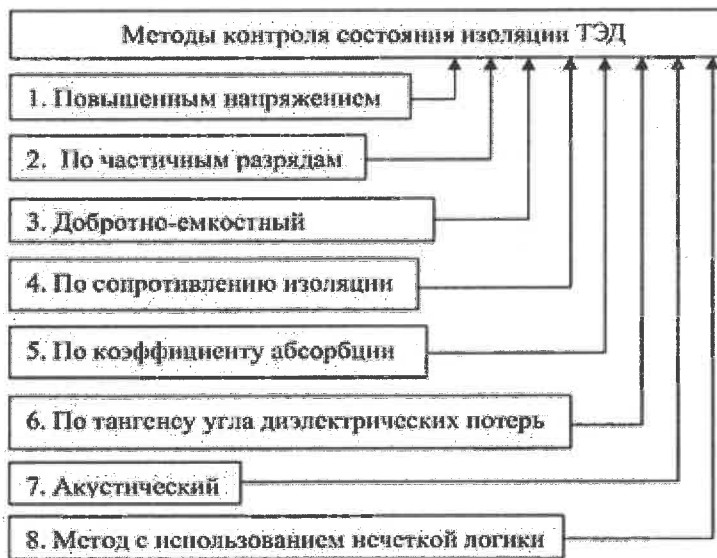 Методы контроля состояния изоляции ТЭД
1. Повышенным напряжением
2. По частичным разрядам
3. Добротно-емкостный
4. По сопротивлению изоляции
5. По коэффициенту абсорбции
6. По тангенсу угла диэлектрических потерь
7. Акустический
8. Метод с использованием нечеткой логики